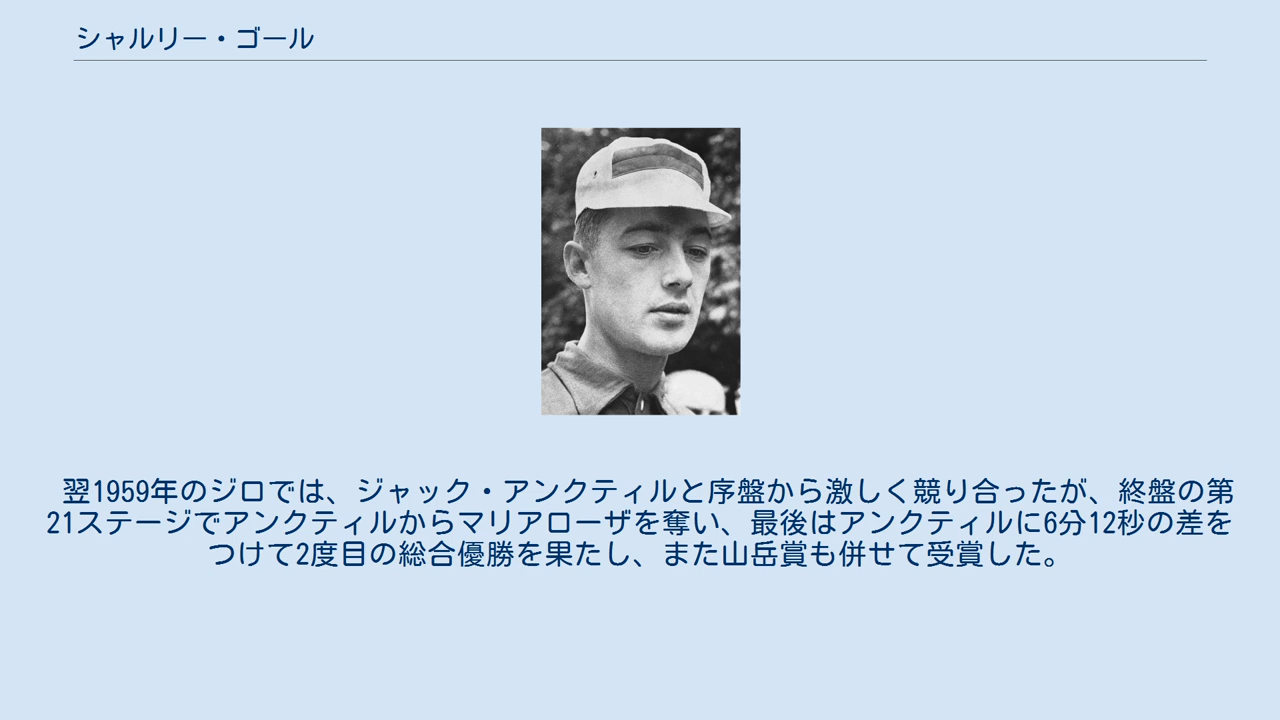 シャルリー・ゴール
翌1959年のジロでは、ジャック・アンクティルと序盤から激しく競り合ったが、終盤の第
21ステージでアンクティルからマリアローザを奪い、最後はアンクティルに6分12秒の差を
つけて2度目の総合優勝を果たし、また山岳賞も併せて受賞した。